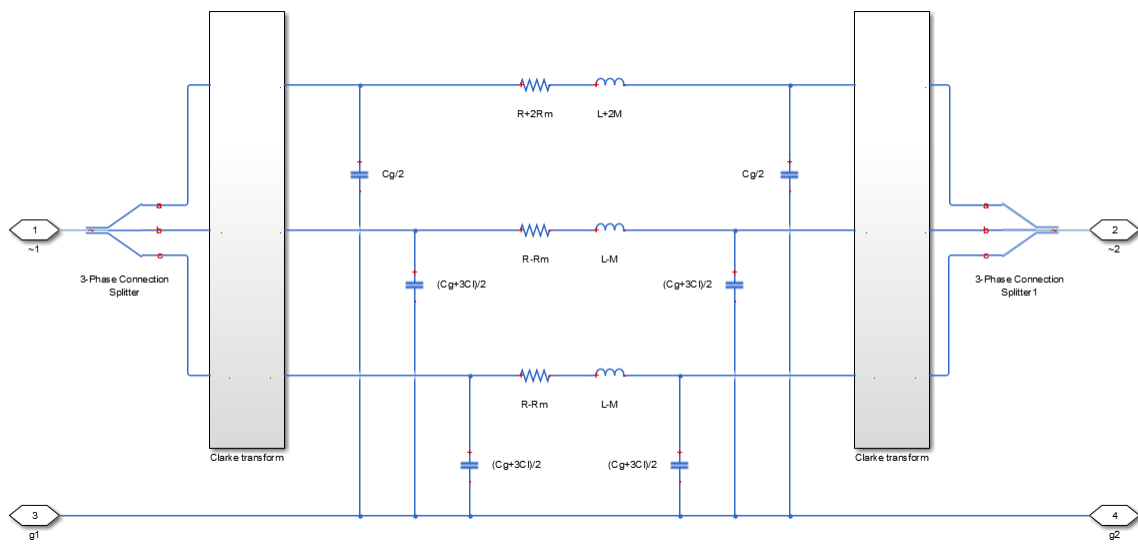 R+2Rm
L+2M
Cg/2
Cg/2
a
b
c
~
1
~1
3-Phase Connection
Splitter
R-Rm
L-M
(Cg+3Cl)/2
(Cg+3Cl)/2
a
b
c
~
2
~2
3-Phase Connection
Splitter1
R-Rm
L-M
Clarke transform
Clarke transform
(Cg+3Cl)/2
(Cg+3Cl)/2
3
g1
4
g2